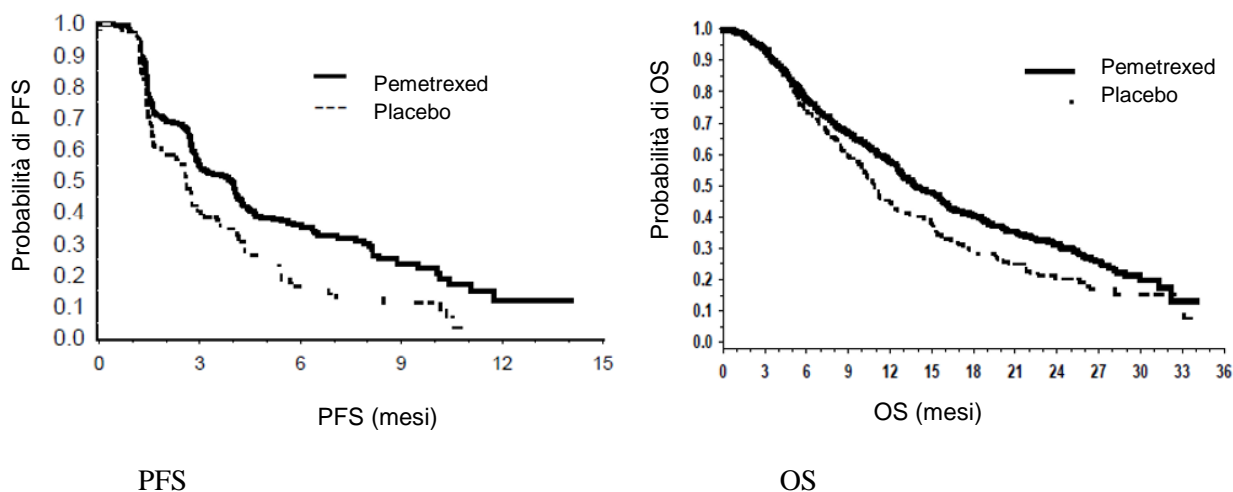 Probabilità di PFS
1.0
0.9
0.8
0.7
0.6
0.5
0.4
0.3
0.2
0.1
0.0
Pemetrexed
Placebo
0 3 6 9 12 15
PFS (mesi)
PFS
Probabilità di OS
1.0
0.9
0.8
0.7
0.6
0.5
0.4
0.3
0.2
0.1
0.0
Pemetrexed
Placebo
0 3 6 9 12 15 18 21 24 27 30 33 36
OS (mesi)
OS